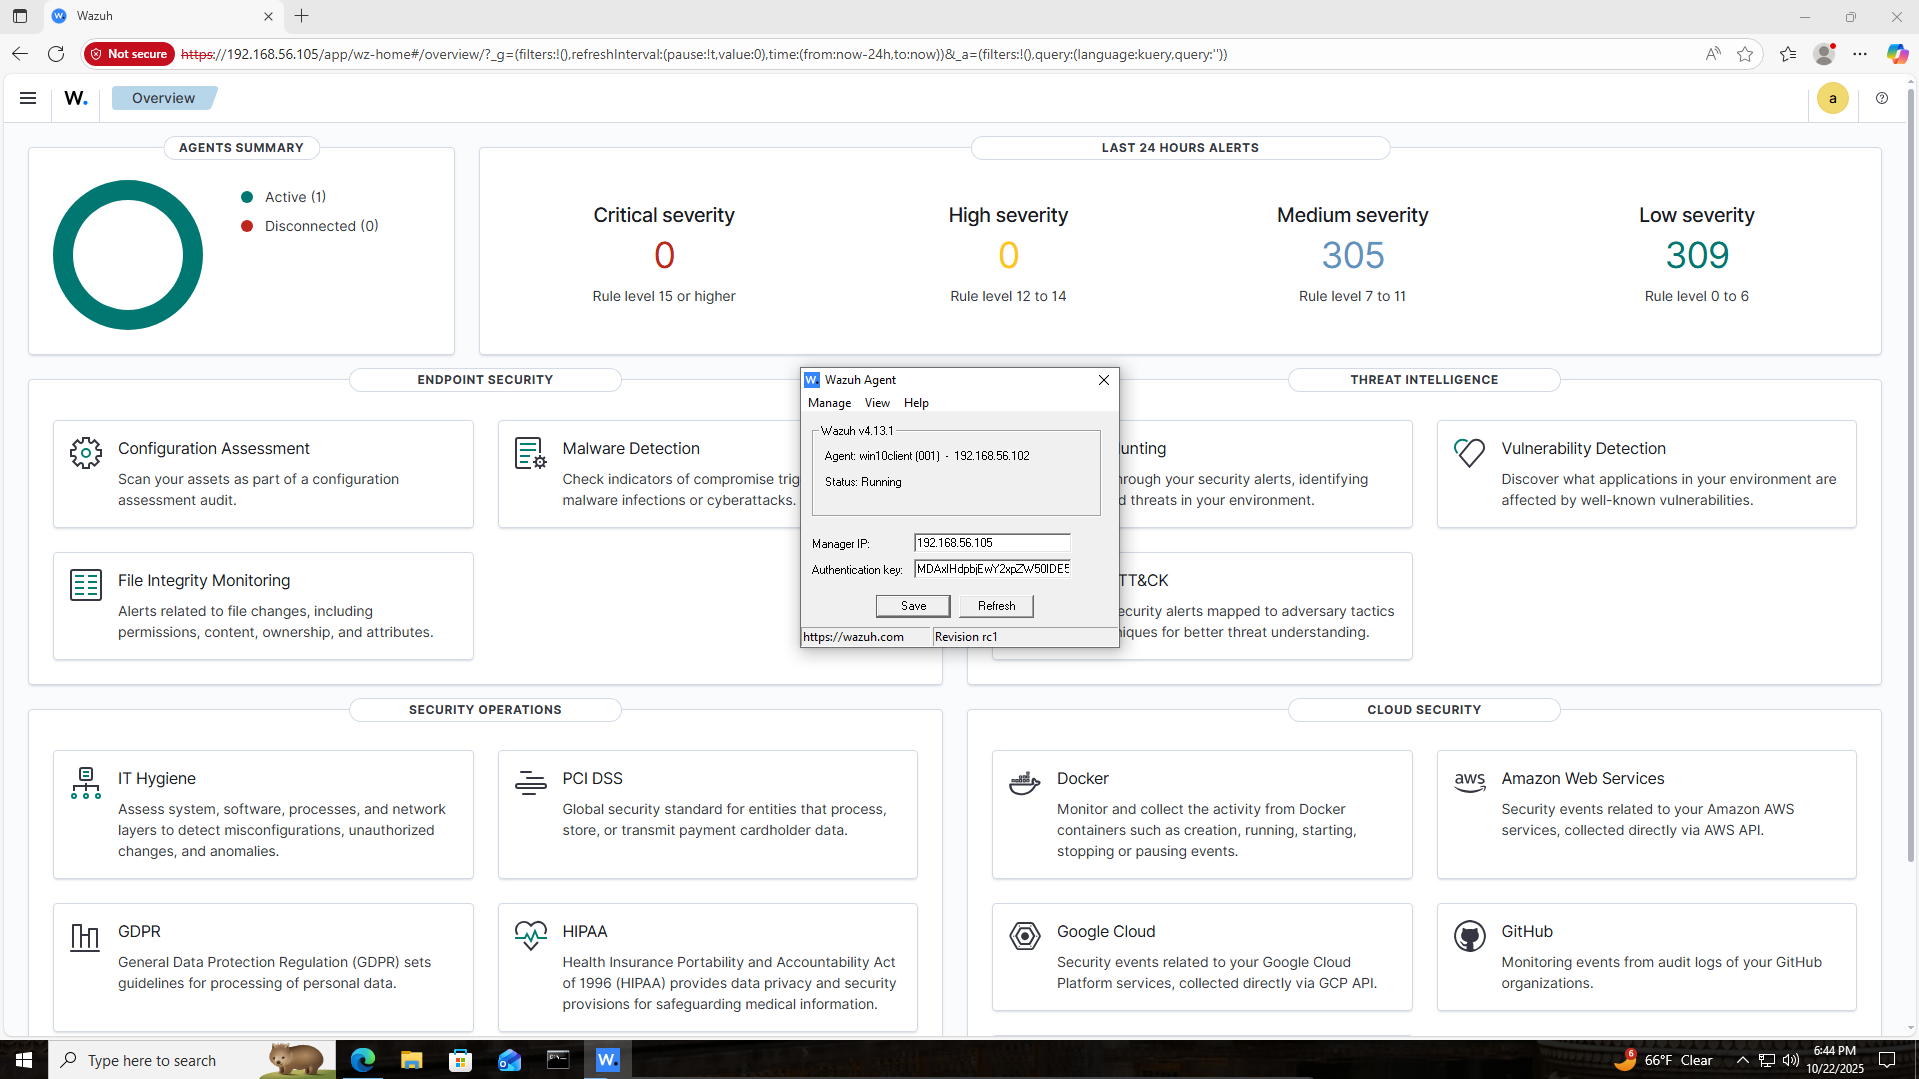 Wazuh
Not secure
https://192.168.56.105/app/wz-home#/overview/?_g=(filters:!(),refreshInterval:(pause:!t,value:0),time:(from:now-24h,to:now))&_a=(filters:!(),query:(language:kuery,query:''))
W.
Overview
a
AGENTS SUMMARY
Active (1)
Disconnected (0)
LAST 24 HOURS ALERTS
Critical severity
0
Rule level 15 or higher
High severity
0
Rule level 12 to 14
Medium severity
305
Rule level 7 to 11
Low severity
309
Rule level 0 to 6
ENDPOINT SECURITY
Configuration Assessment
Scan your assets as part of a configuration
assessment audit.
Malware Detection
Check indicators of compromise trig
malware infections or cyberattacks.
File Integrity Monitoring
Alerts related to file changes, including
permissions, content, ownership, and attributes.
W. Wazuh Agent
Manage View Help
Wazuh v4.13.1
Agent: win10client (001) - 192.168.56.102
Status: Running
Manager IP: 192.168.56.105
Authentication key: MDAxIHdpbjEwY2xpZW50IDE5
Save Refresh
https://wazuh.com Revision rc1
THREAT INTELLIGENCE
unting
hrough your security alerts, identifying
d threats in your environment.
Vulnerability Detection
Discover what applications in your environment are
affected by well-known vulnerabilities.
TT&CK
ecurity alerts mapped to adversary tactics
niques for better threat understanding.
SECURITY OPERATIONS
IT Hygiene
Assess system, software, processes, and network
layers to detect misconfigurations, unauthorized
changes, and anomalies.
PCI DSS
Global security standard for entities that process,
store, or transmit payment cardholder data.
GDPR
General Data Protection Regulation (GDPR) sets
guidelines for processing of personal data.
HIPAA
Health Insurance Portability and Accountability Act
of 1996 (HIPAA) provides data privacy and security
provisions for safeguarding medical information.
CLOUD SECURITY
Docker
Monitor and collect the activity from Docker
containers such as creation, running, starting,
stopping or pausing events.
aws
Amazon Web Services
Security events related to your Amazon AWS
services, collected directly via AWS API.
Google Cloud
Security events related to your Google Cloud
Platform services, collected directly via GCP API.
GitHub
Monitoring events from audit logs of your GitHub
organizations.
Type here to search
W.
6
66°F Clear
6:44 PM
10/22/2025